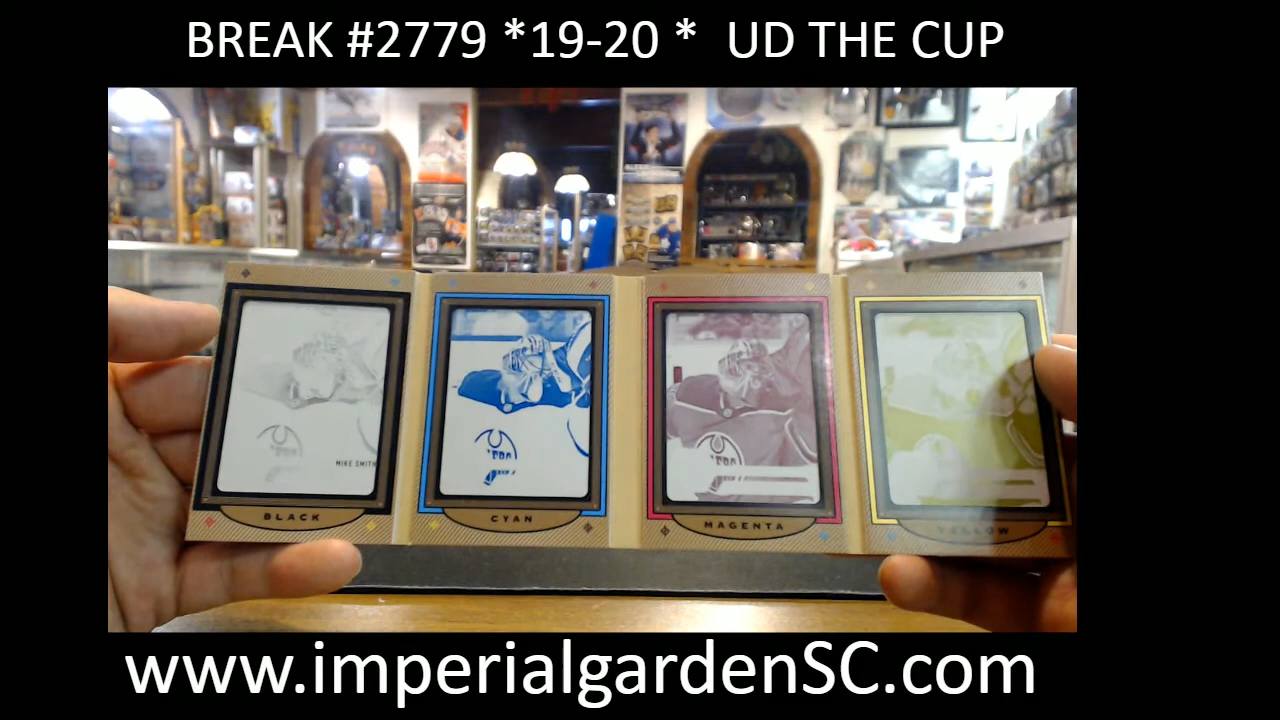 BREAK #2779 *19-20 *  UD THE CUP
MIKE SMITH
BLACK
CYAN
MAGENTA
YELLOW
www.imperialgardenSC.com